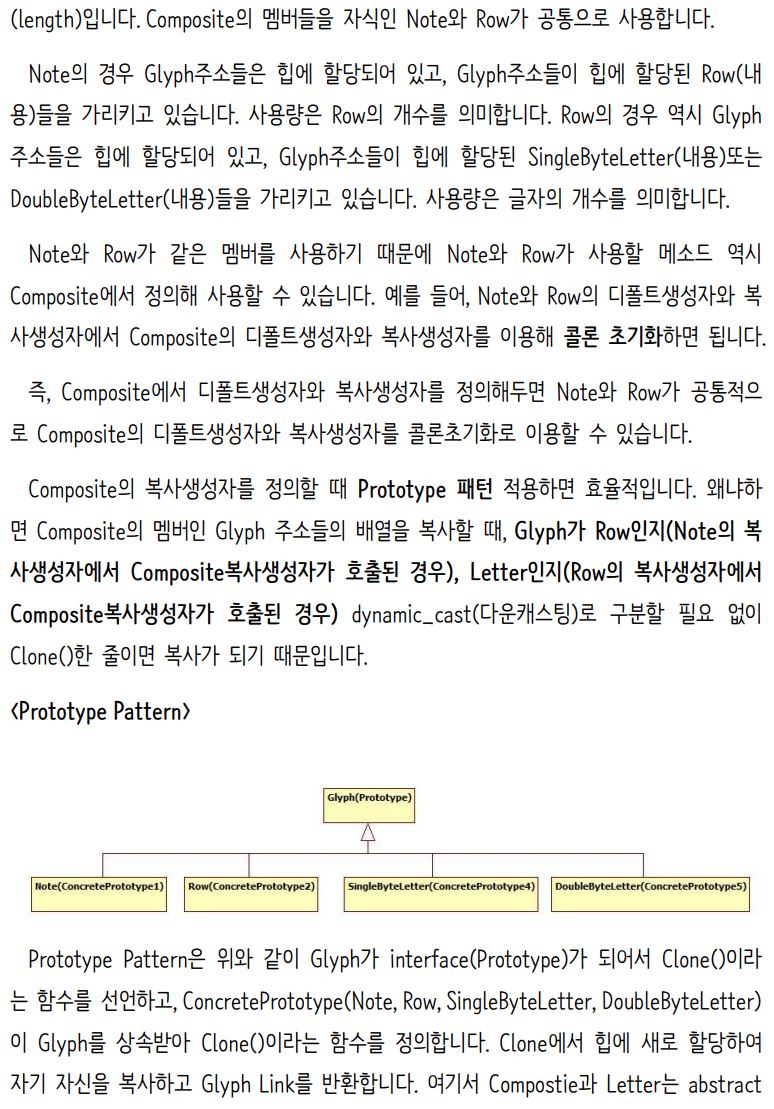 (length)입니다. Composite의 멤버들을 자식인 Note와 Row가 공통으로 사용합니다.
Note의 경우 Glyph주소들은 힙에 할당되어 있고, Glyph주소들이 힙에 할당된 Row(내
용)들을 가리키고 있습니다. 사용량은 Row의 개수를 의미합니다. Row의 경우 역시 Glyph
주소들은 힙에 할당되어 있고, Glyph주소들이 힙에 할당된 SingleByteLetter(내용)또는
DoubleByteLetter(내용)들을 가리키고 있습니다. 사용량은 글자의 개수를 의미합니다.
Note와 Row가 같은 멤버를 사용하기 때문에 Note와 Row가 사용할 메소드 역시
Composite에서 정의해 사용할 수 있습니다. 예를 들어, Note와 Row의 디폴트생성자와 복
사생성자에서 Composite의 디폴트생성자와 복사생성자를 이용해 콜론 초기화하면 됩니다.
즉, Composite에서 디폴트생성자와 복사생성자를 정의해두면 Note와 Row가 공통적으
로 Composite의 디폴트생성자와 복사생성자를 콜론초기화로 이용할 수 있습니다.
Composite의 복사생성자를 정의할 때 Prototype 패턴 적용하면 효율적입니다. 왜냐하
면 Composite의 멤버인 Glyph 주소들의 배열을 복사할 때, Glyph가 Row인지(Note의 복
사생성자에서 Composite복사생성자가 호출된 경우), Letter인지(Row의 복사생성자에서
Composite복사생성자가 호출된 경우) dynamic_cast(다운캐스팅)로 구분할 필요 없이
Clone()한 줄이면 복사가 되기 때문입니다.
<Prototype Pattern>
Glyph(Prototype)
Note(ConcretePrototype1) Row(ConcretePrototype2) SingleByteLetter(ConcretePrototype4) DoubleByteLetter(ConcretePrototype5)
Prototype Pattern은 위와 같이 Glyph가 interface(Prototype)가 되어서 Clone()이라
는 함수를 선언하고, ConcretePrototype(Note, Row, SingleByteLetter, DoubleByteLetter)
이 Glyph를 상속받아 Clone()이라는 함수를 정의합니다. Clone에서 힙에 새로 할당하여
자기 자신을 복사하고 Glyph Link를 반환합니다. 여기서 Compostie과 Letter는 abstract